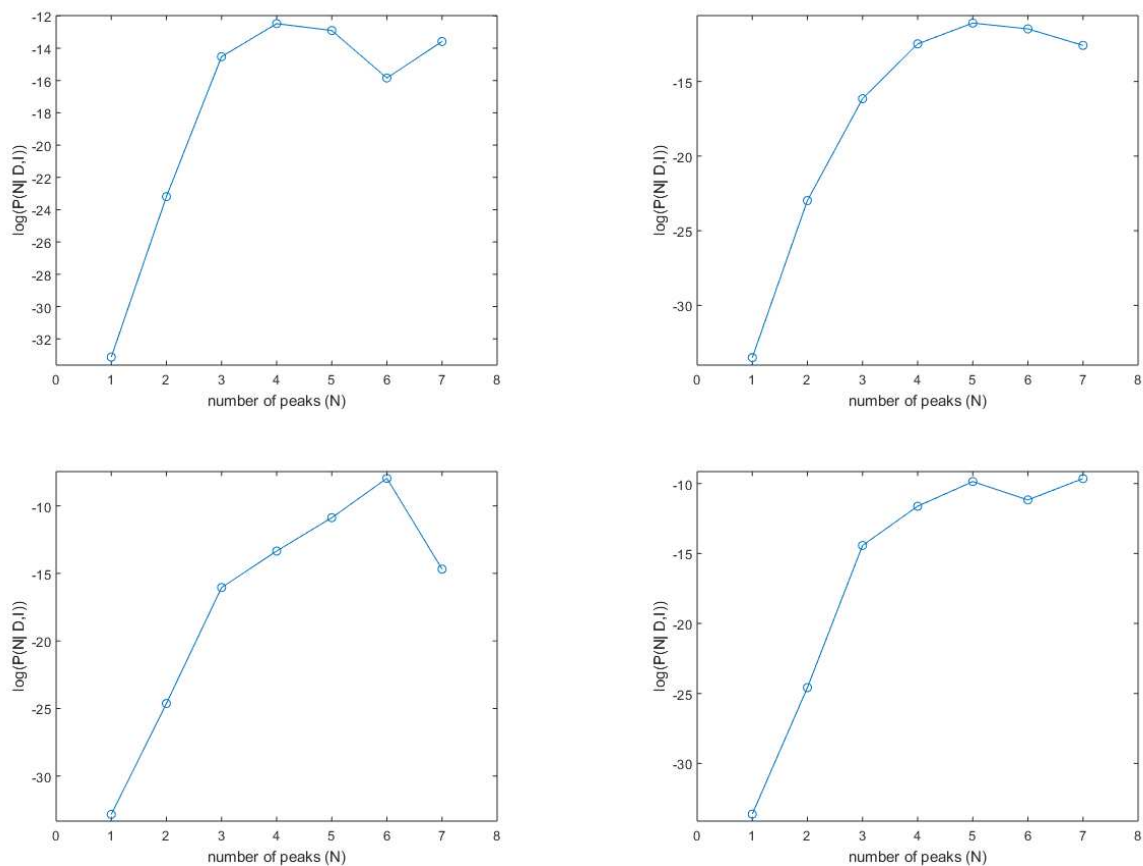 -12
-14
-16
-18
-20
-22
-24
-26
-28
-30
-32
log(P(N| D,I))
0 1 2 3 4 5 6 7 8
number of peaks (N)
-15
-20
-25
-30
log(P(N| D,I))
0 1 2 3 4 5 6 7 8
number of peaks (N)
-10
-15
-20
-25
-30
log(P(N| D,I))
0 1 2 3 4 5 6 7 8
number of peaks (N)
-10
-15
-20
-25
-30
log(P(N| D,I))
0 1 2 3 4 5 6 7 8
number of peaks (N)